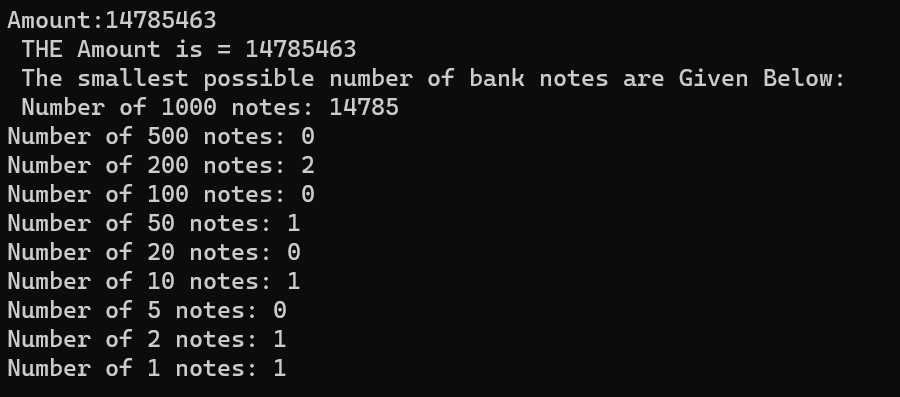 Amount:14785463
THE Amount is = 14785463
The smallest possible number of bank notes are Given Below:
Number of 1000 notes: 14785
Number of 500 notes: 0
Number of 200 notes: 2
Number of 100 notes: 0
Number of 50 notes: 1
Number of 20 notes: 0
Number of 10 notes: 1
Number of 5 notes: 0
Number of 2 notes: 1
Number of 1 notes: 1